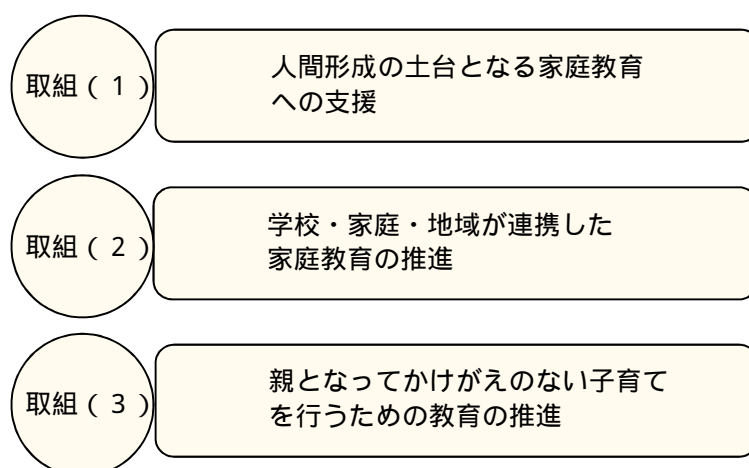 取組（１）
人間形成の土台となる家庭教育
への支援
取組（２）
学校・家庭・地域が連携した
家庭教育の推進
取組（３）
親となってかけがえのない子育て
を行うための教育の推進